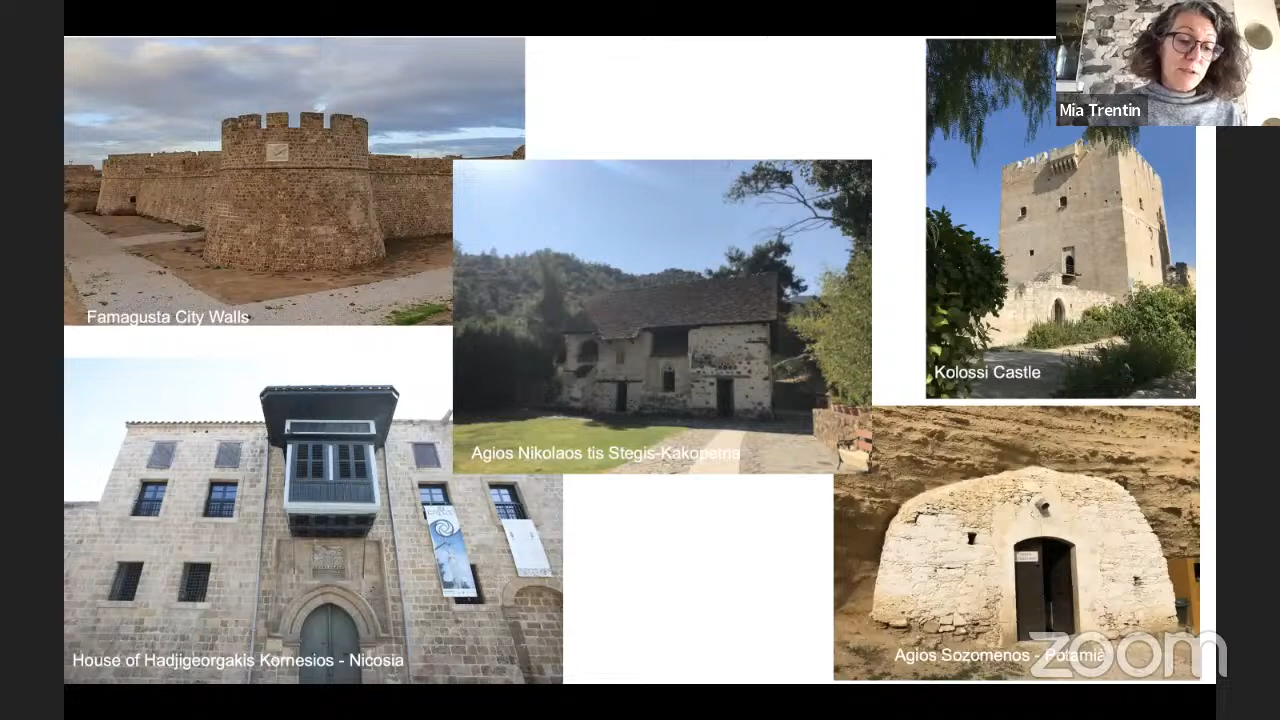 Mia Trentin
Famagusta City Walls
Kolossi Castle
Agios Nikolaos tis Stegis-Kakopetria
House of Hadjigeorgakis Kornesios - Nicosia
Agios Sozomenos - Potamià
zoom